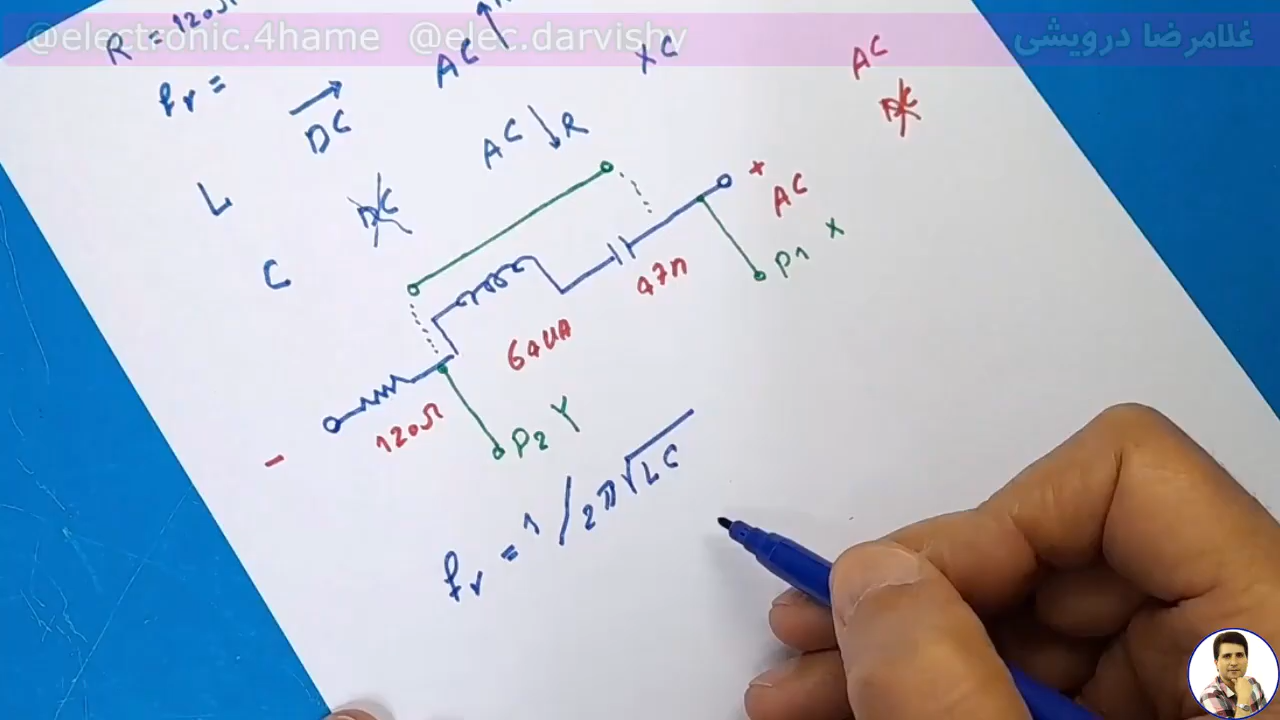 @electronic.4hame @elec.darvishy غلامرضا درویشی
R = 120Ω
fr =
DC
AC
XC
AC
DC
L
DC
AC R
C
+
AC
47n
P1 X
120Ω
-
P2 Y
fr = 1/2π√LC